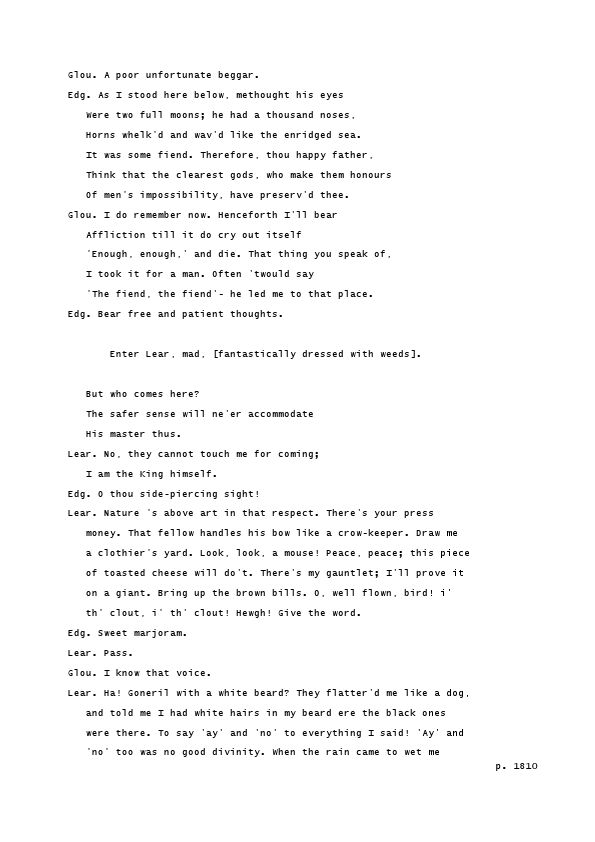 Glou. A poor unfortunate beggar.
Edg. As I stood here below, methought his eyes
Were two full moons; he had a thousand noses,
Horns whelk'd and wav'd like the enridged sea.
It was some fiend. Therefore, thou happy father,
Think that the clearest gods, who make them honours
Of men's impossibility, have preserv'd thee.
Glou. I do remember now. Henceforth I'll bear
Affliction till it do cry out itself
'Enough, enough,' and die. That thing you speak of,
I took it for a man. Often 'twould say
'The fiend, the fiend'- he led me to that place.
Edg. Bear free and patient thoughts.
Enter Lear, mad, [fantastically dressed with weeds].
But who comes here?
The safer sense will ne'er accommodate
His master thus.
Lear. No, they cannot touch me for coming;
I am the King himself.
Edg. O thou side-piercing sight!
Lear. Nature 's above art in that respect. There's your press
money. That fellow handles his bow like a crow-keeper. Draw me
a clothier's yard. Look, look, a mouse! Peace, peace; this piece
of toasted cheese will do't. There's my gauntlet; I'll prove it
on a giant. Bring up the brown bills. O, well flown, bird! i'
th' clout, i' th' clout! Hewgh! Give the word.
Edg. Sweet marjoram.
Lear. Pass.
Glou. I know that voice.
Lear. Ha! Goneril with a white beard? They flatter'd me like a dog,
and told me I had white hairs in my beard ere the black ones
were there. To say 'ay' and 'no' to everything I said! 'Ay' and
'no' too was no good divinity. When the rain came to wet me
p. 1810